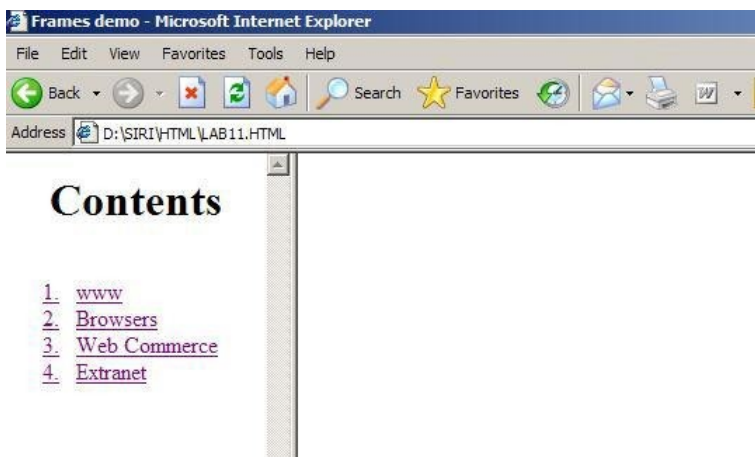 Frames demo - Microsoft Internet Explorer
File Edit View Favorites Tools Help
Back Search Favorites W
Address D:\SIRI\HTML\LAB11.HTML
Contents
1. www
2. Browsers
3. Web Commerce
4. Extranet